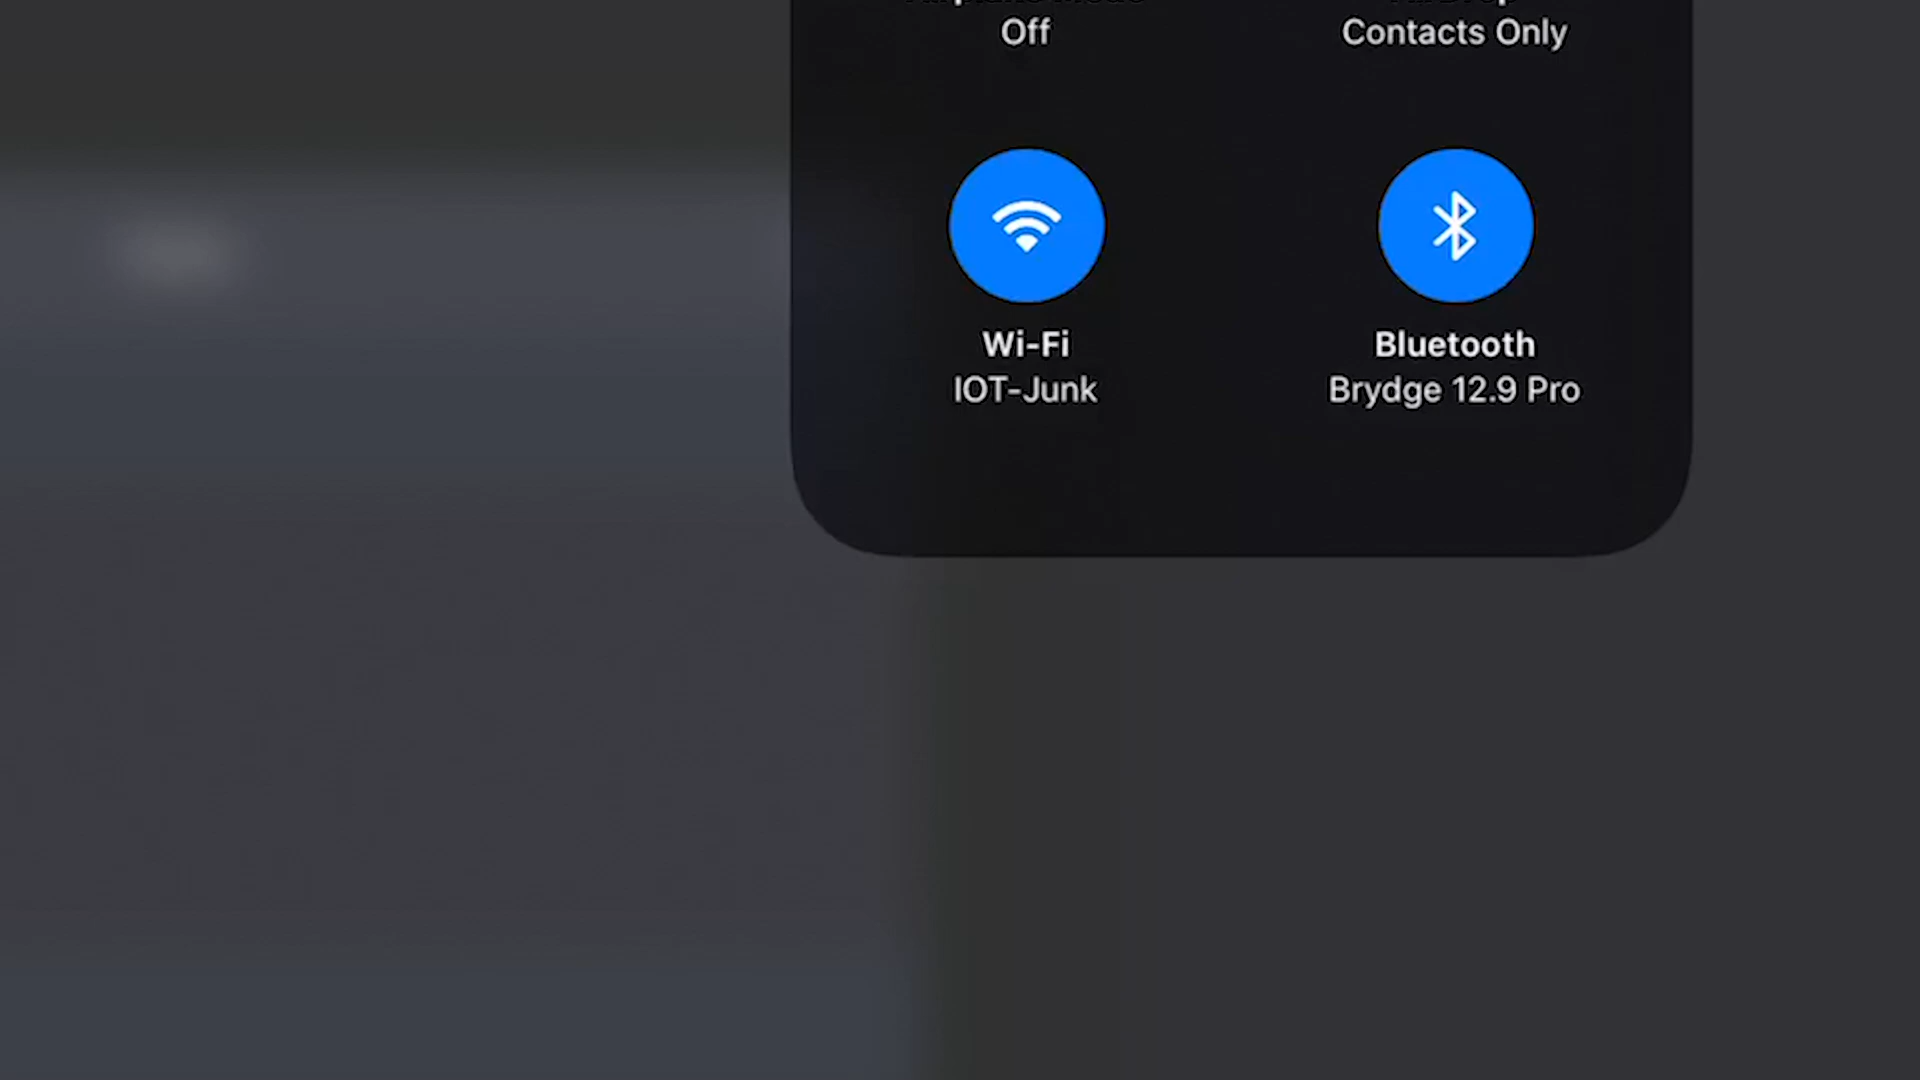 Off
Contacts Only
Wi-Fi
IOT-Junk
Bluetooth
Brydge 12.9 Pro